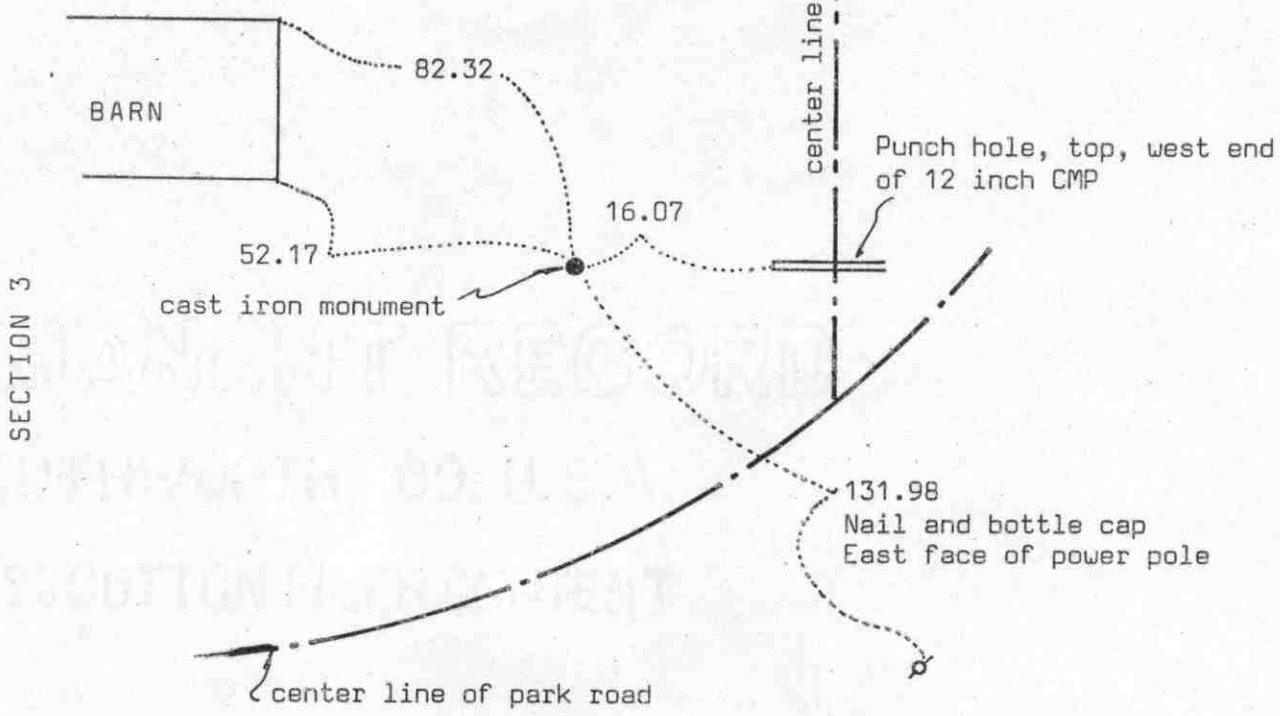 82.32
BARN
center line
Punch hole, top, west end
of 12 inch CMP
16.07
52.17
cast iron monument
SECTION 3
131.98
Nail and bottle cap
East face of power pole
center line of park road